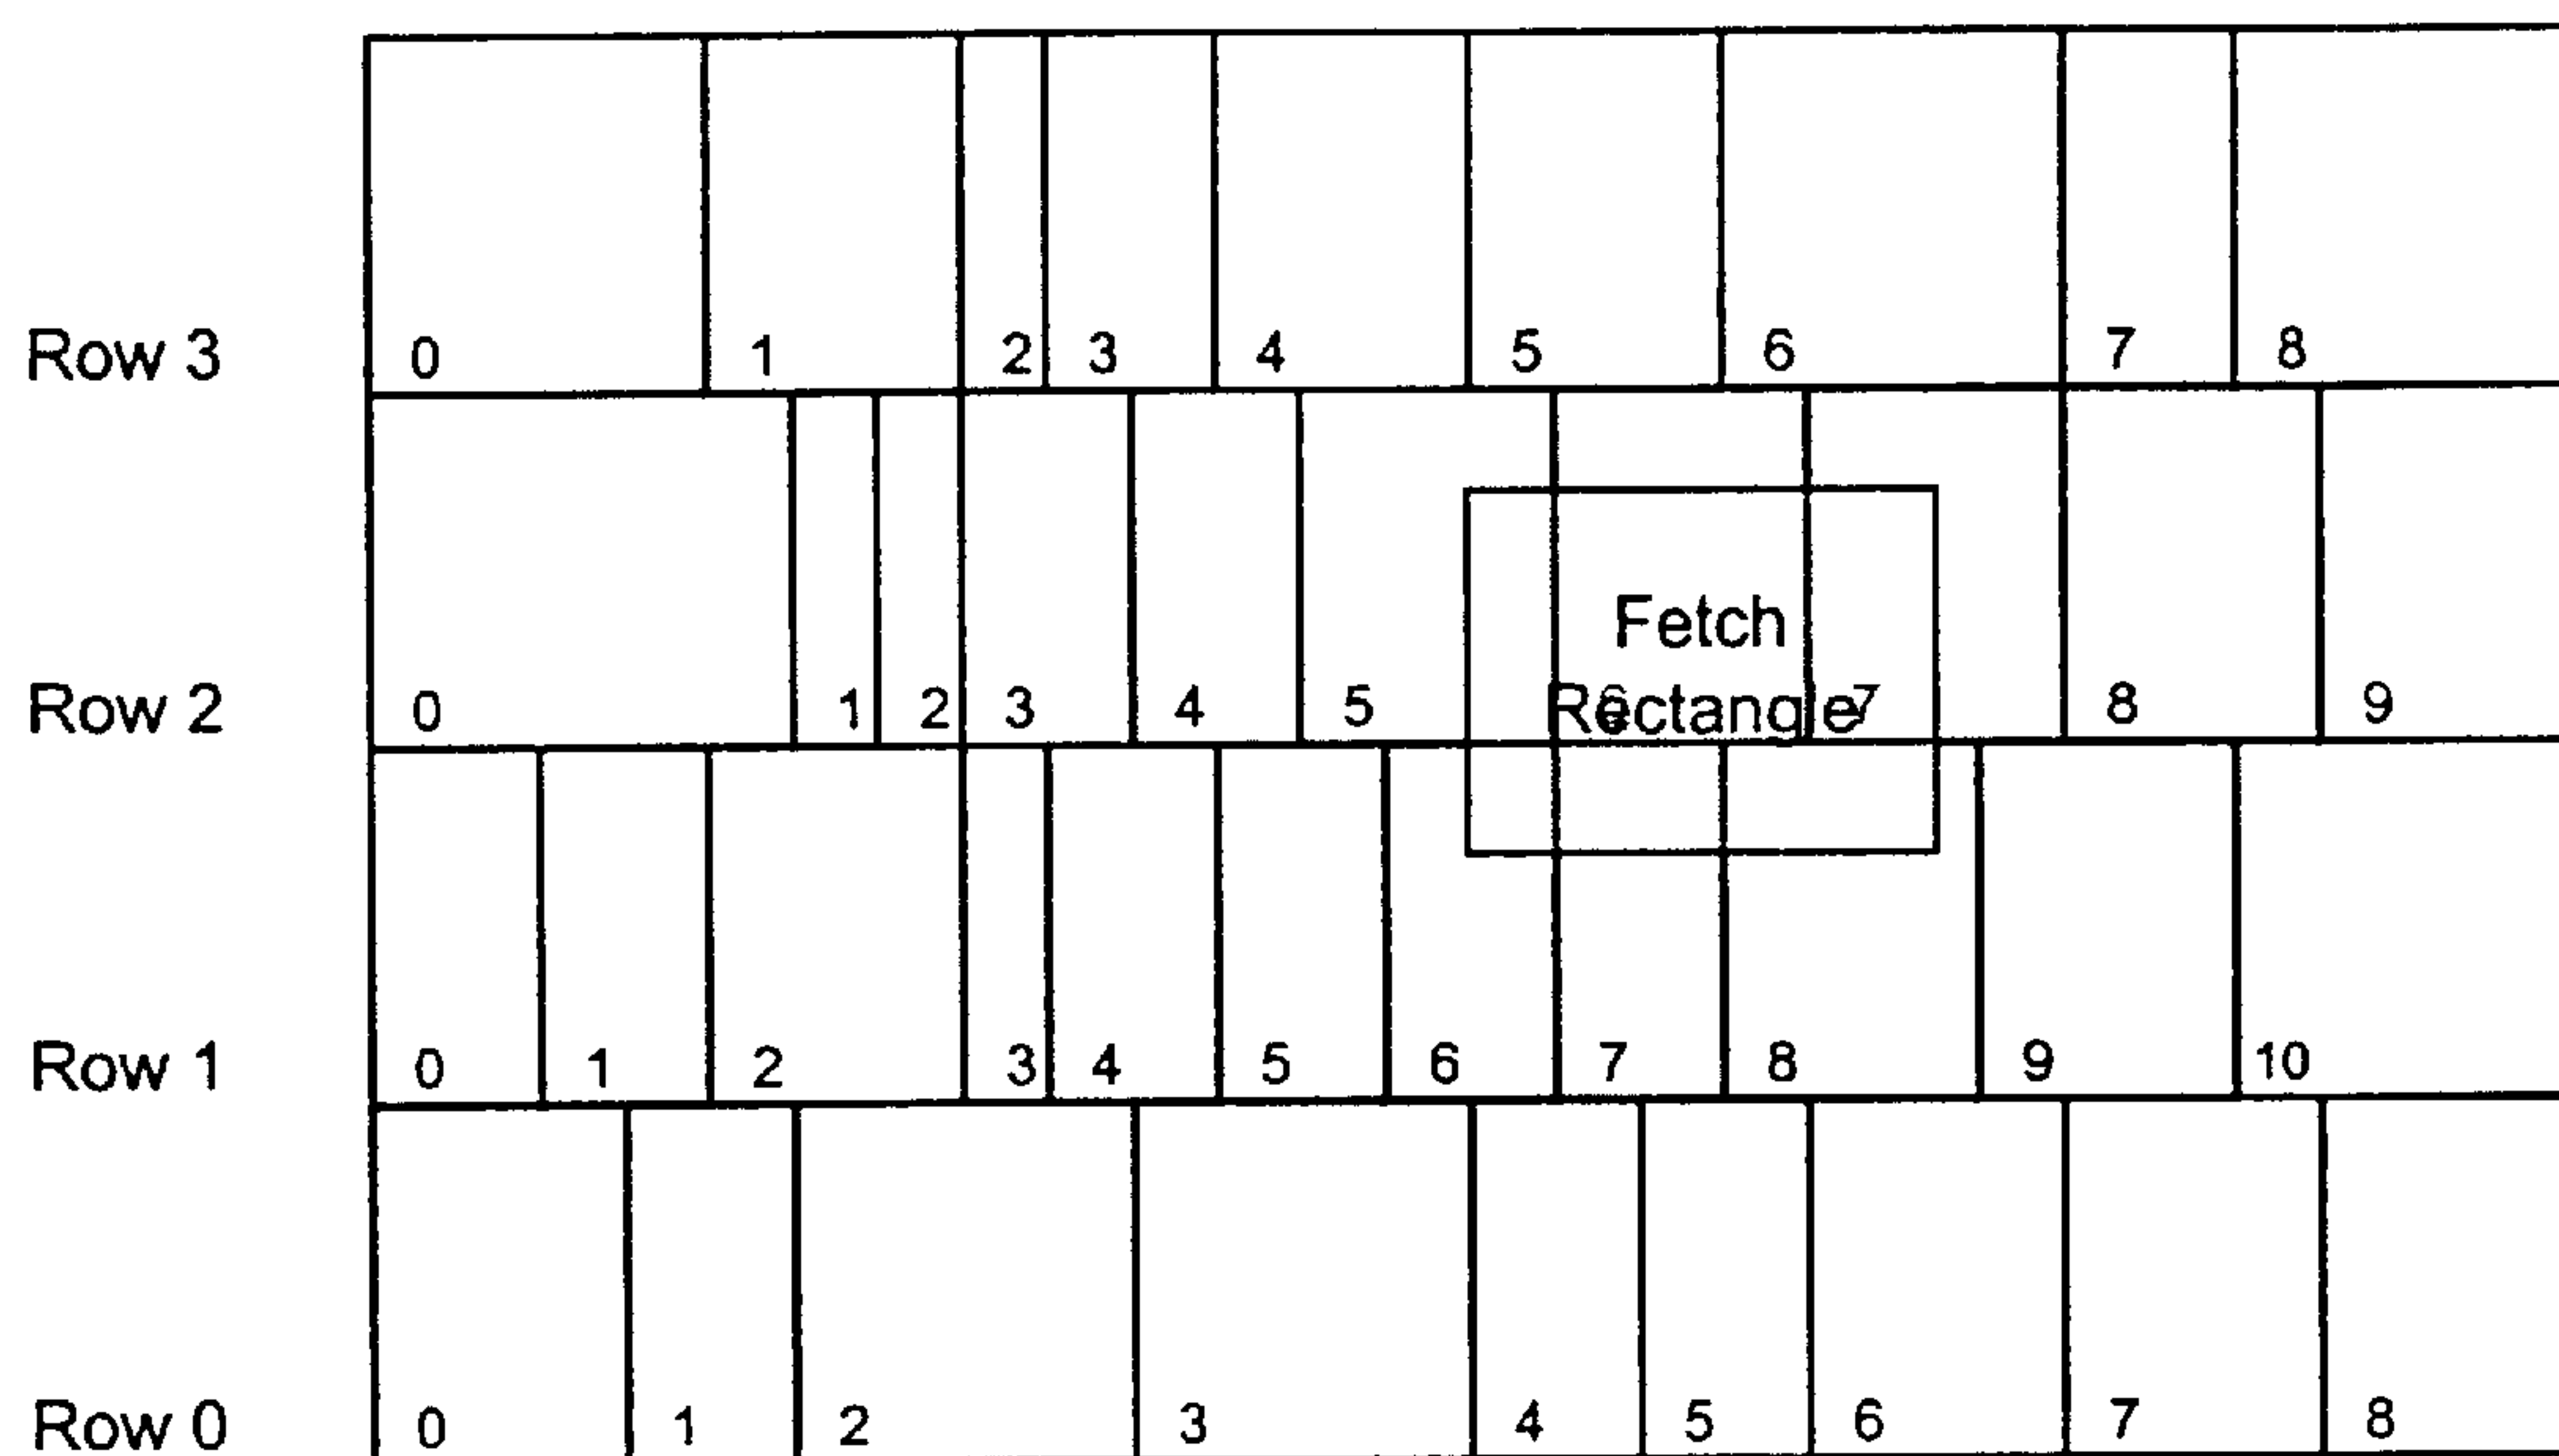 Row 3 0 1 2 3 4 5 6 7 8
Fetch
Row 2 0 1 2 3 4 5 6 7 8 9
Rectangle
Row 1 0 1 2 3 4 5 6 7 8 9 10
Row 0 0 1 2 3 4 5 6 7 8